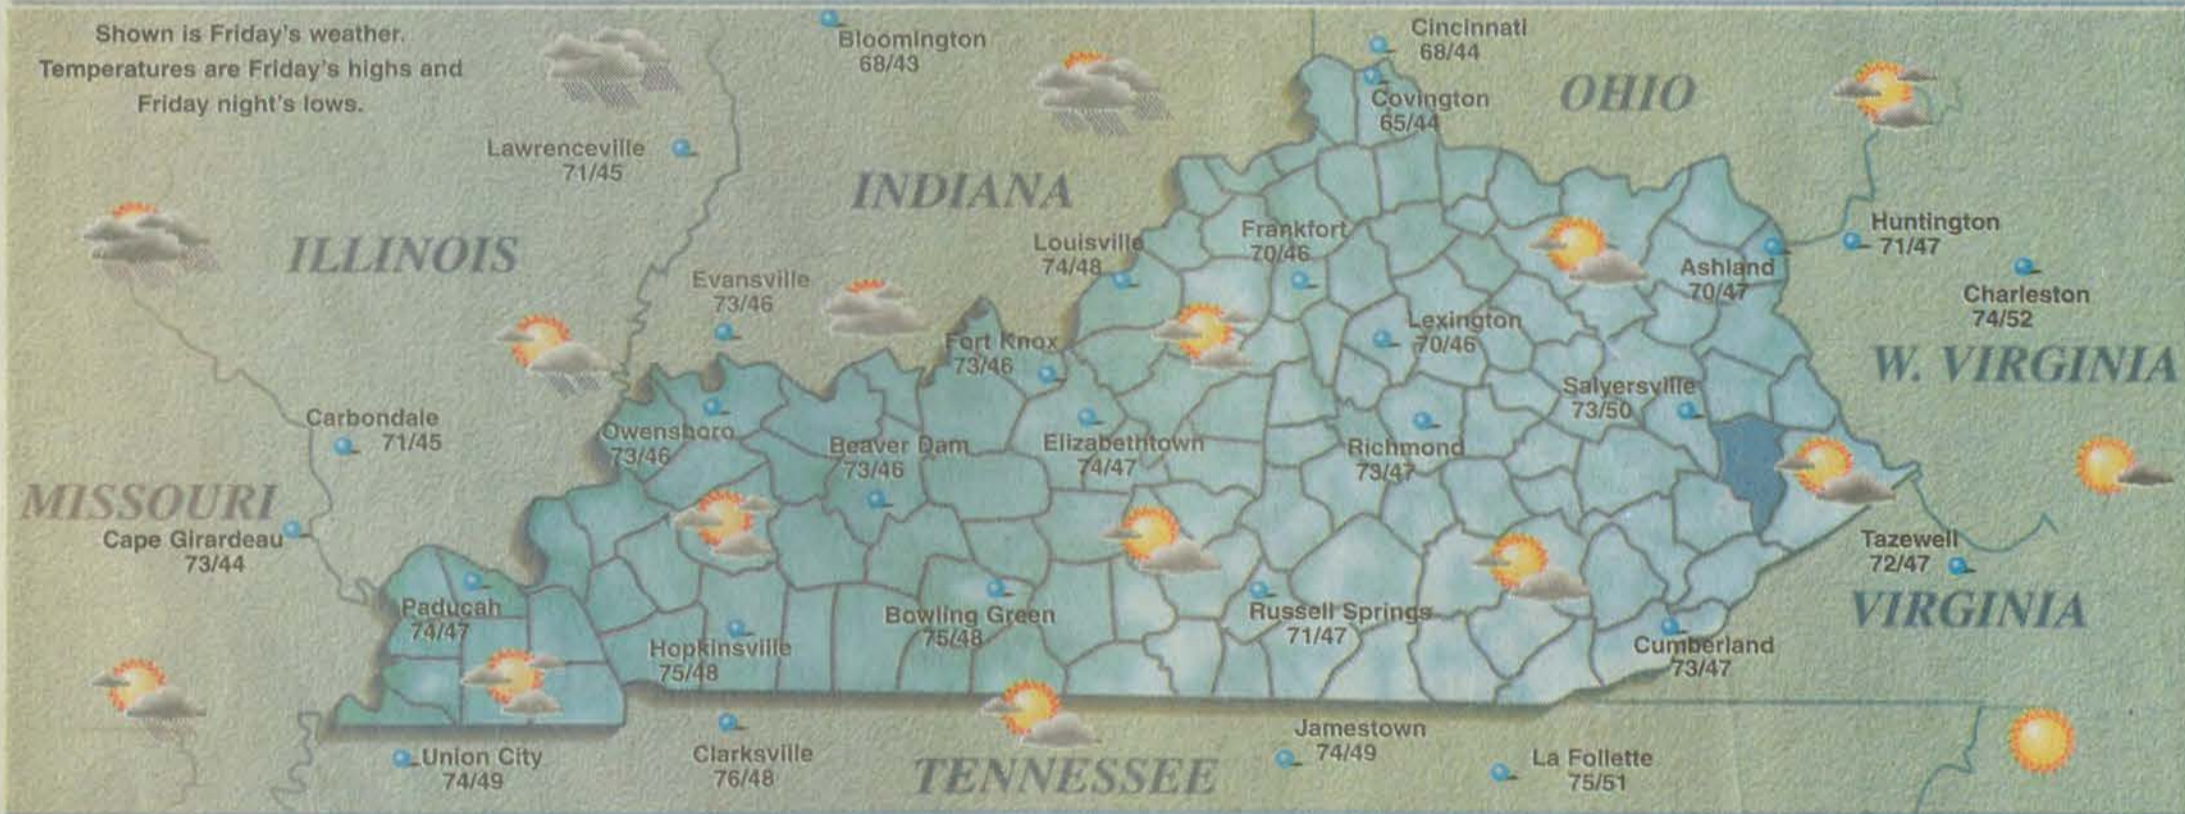 Shown is Friday's weather.
Temperatures are Friday's highs and
Friday night's lows.
Bloomington
68/43
Cincinnati
68/44
Covington
65/44
OHIO
Lawrenceville
71/45
INDIANA
ILLINOIS
Louisville
74/48
Frankfort
70/46
Huntington
71/47
Ashland
70/47
Charleston
74/52
Evansville
73/46
Fort Knox
73/46
Lexington
70/46
W. VIRGINIA
Salyersville
73/50
Carbondale
71/45
Owensboro
73/46
Beaver Dam
73/46
Elizabethtown
74/47
Richmond
73/47
MISSOURI
Cape Girardeau
73/44
Tazewell
72/47
VIRGINIA
Paducah
74/47
Hopkinsville
75/48
Bowling Green
75/48
Russell Springs
71/47
Cumberland
73/47
Union City
74/49
Clarksville
76/48
TENNESSEE
Jamestown
74/49
La Follette
75/51